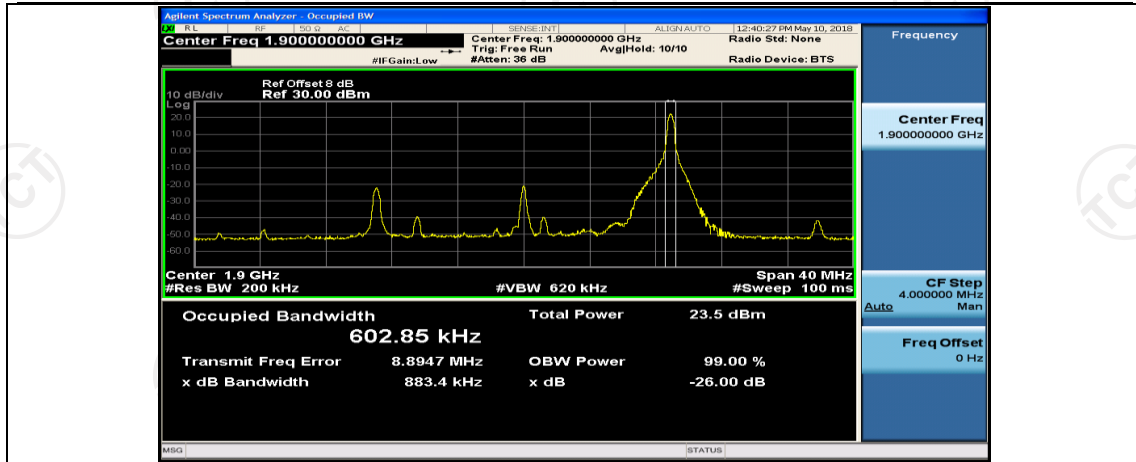 Agilent Spectrum Analyzer - Occupied BW
LXI RL RF 50 Ω AC SENSE:INT ALIGN AUTO 12:40:27 PM May 10, 2018
Center Freq 1.900000000 GHz
Center Freq: 1.900000000 GHz
Radio Std: None
Trig: Free Run Avg|Hold: 10/10
#IFGain:Low
#Atten: 36 dB
Radio Device: BTS
Ref Offset 8 dB
10 dB/div Ref 30.00 dBm
Log
20.0
10.0
0.00
-10.0
-20.0
-30.0
-40.0
-50.0
-60.0
Center 1.9 GHz Span 40 MHz
#Res BW 200 kHz #VBW 620 kHz #Sweep 100 ms
Occupied Bandwidth Total Power 23.5 dBm
602.85 kHz
Transmit Freq Error 8.8947 MHz OBW Power 99.00 %
x dB Bandwidth 883.4 kHz x dB -26.00 dB
MSG STATUS
Frequency
Center Freq
1.900000000 GHz
CF Step
4.000000 MHz
Auto Man
Freq Offset
0 Hz
TCT